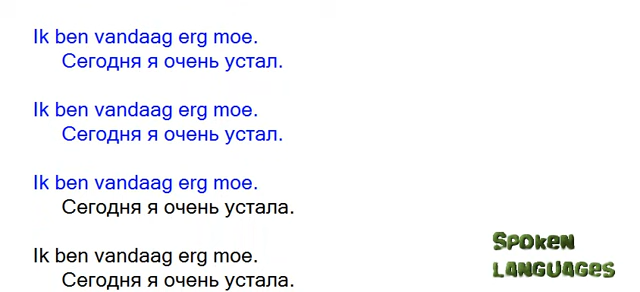 Ik ben vandaag erg moe.
Сегодня я очень устал.
Ik ben vandaag erg moe.
Сегодня я очень устал.
Ik ben vandaag erg moe.
Сегодня я очень устала.
Ik ben vandaag erg moe.
Сегодня я очень устала.
Spoken
Languages